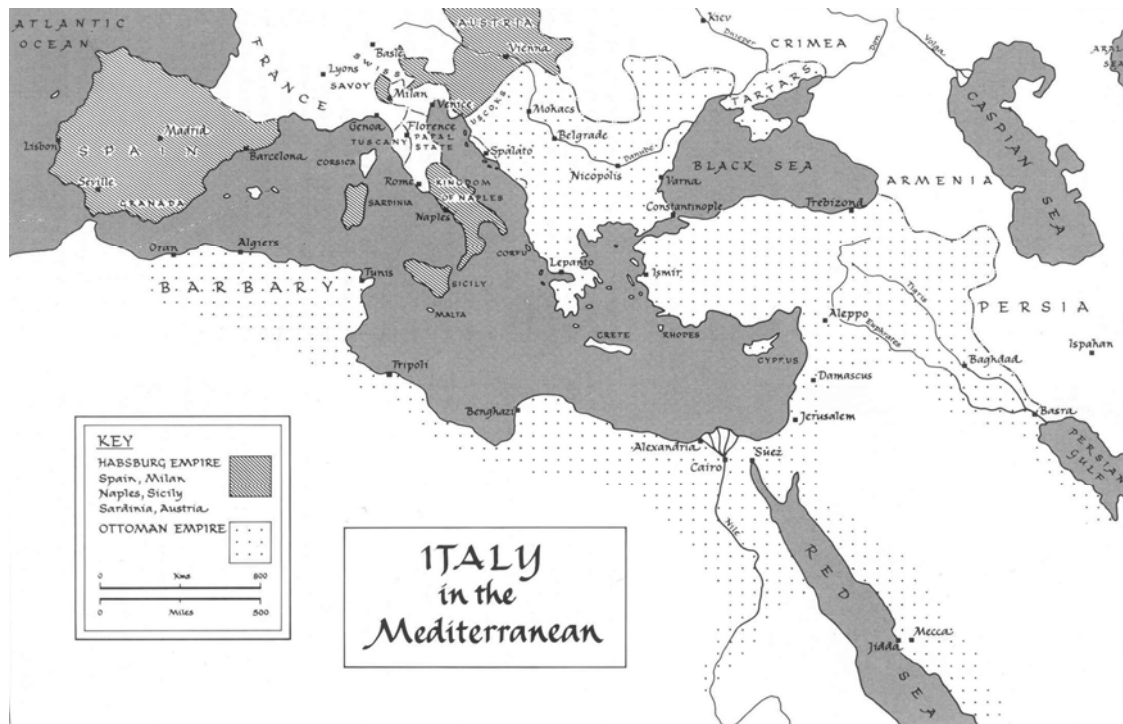 ATLANTIC
OCEAN
FRANCE
Basle
SWISS
Lyons
SAVOY
Milan
AUSTRIA
Vienna
Venice
USCOKS
Genoa
Florence
TUSCANY
PAPAL
STATE
CORSICA
Rome
KINGDOM
OF NAPLES
Naples
SARDINIA
SICILY
MALTA
Lisbon
Madrid
SPAIN
Barcelona
Séville
GRANADA
Oran
Algiers
BARBARY
Tunis
Tripoli
Benghazi
Mohacs
Belgrade
Spalato
Nicopolis
Danube
CORFU
Lepanto
CRETE
RHODES
Ismir
CYPRUS
Kiev
Dnieper
CRIMEA
Don
TARTARS
Volga
ARAL
SEA
CASPIAN SEA
BLACK SEA
Varna
Constantinople
Trebizond
ARMENIA
Tigris
Euphrates
PERSIA
Aleppo
Ispahan
Baghdad
Damascus
Jerusalem
Basra
PERSIAN
GULF
Alexandria
Cairo
Suez
Nile
RED SEA
Mecca
Jidda
KEY
HABSBURG EMPIRE
Spain, Milan
Naples, Sicily
Sardinia, Austria
OTTOMAN EMPIRE
0 Kms 800
0 Miles 500
ITALY
in the
Mediterranean